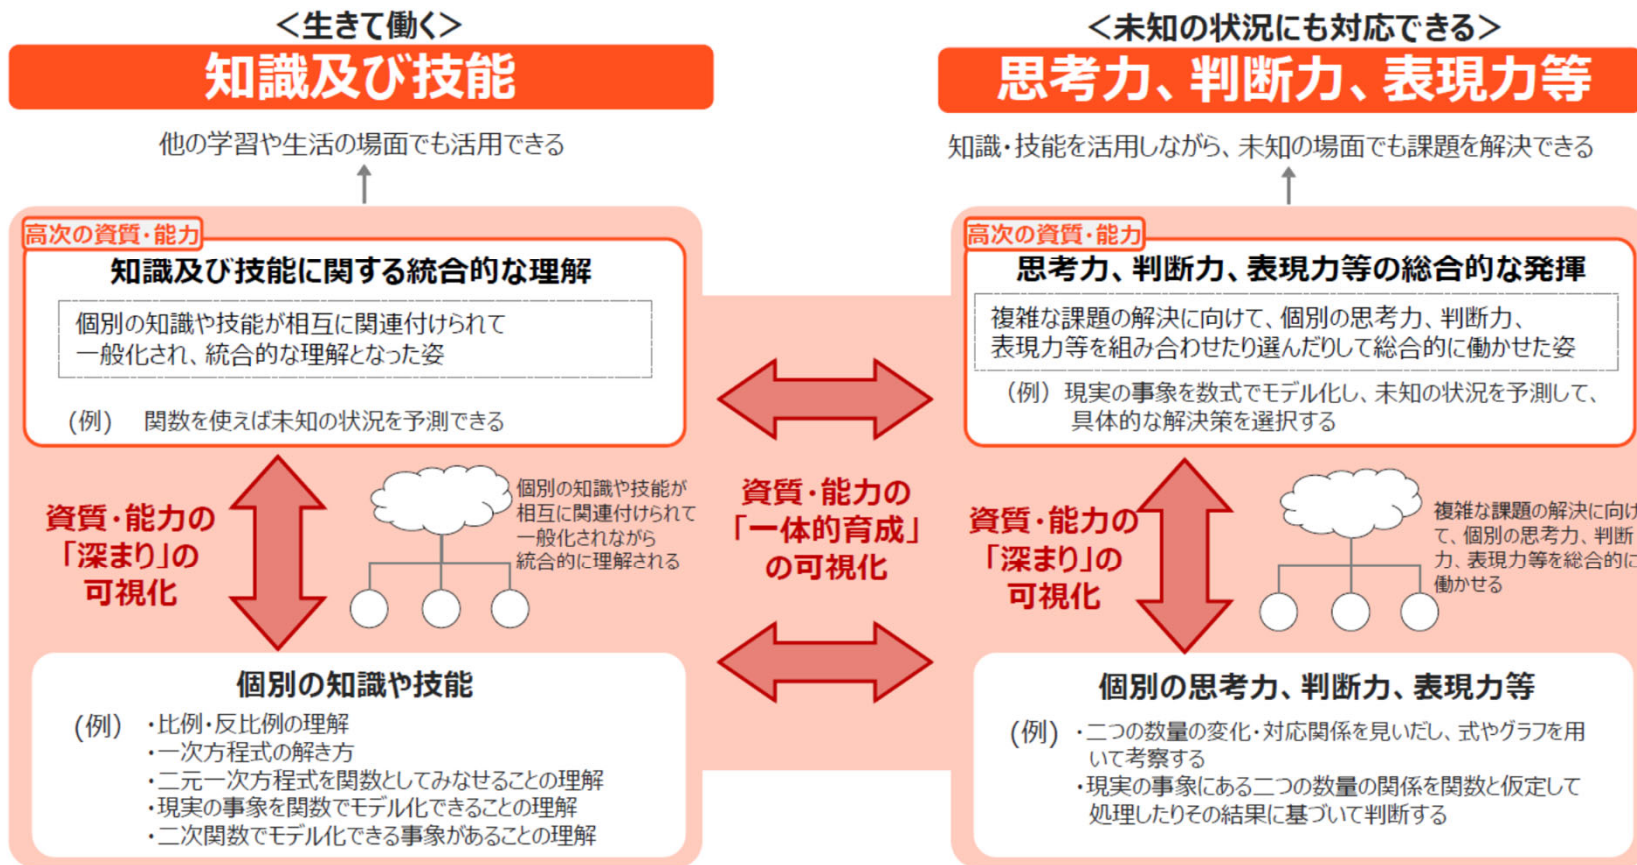 ＜生きて働く＞
知識及び技能
他の学習や生活の場面でも活用できる
高次の資質・能力
知識及び技能に関する統合的な理解
個別の知識や技能が相互に関連付けられて
一般化され、統合的な理解となった姿
(例)　関数を使えば未知の状況を予測できる
資質・能力の
「深まり」の
可視化
個別の知識や技能が
相互に関連付けられて
一般化されながら
統合的に理解される
個別の知識や技能
(例)　・比例・反比例の理解
・一次方程式の解き方
・二元一次方程式を関数としてみなせることの理解
・現実の事象を関数でモデル化できることの理解
・二次関数でモデル化できる事象があることの理解
資質・能力の
「一体的育成」
の可視化
＜未知の状況にも対応できる＞
思考力、判断力、表現力等
知識・技能を活用しながら、未知の場面でも課題を解決できる
高次の資質・能力
思考力、判断力、表現力等の総合的な発揮
複雑な課題の解決に向けて、個別の思考力、判断力、
表現力等を組み合わせたり選んだりして総合的に働かせた姿
(例)　現実の事象を数式でモデル化し、未知の状況を予測して、
具体的な解決策を選択する
資質・能力の
「深まり」の
可視化
複雑な課題の解決に向け
て、個別の思考力、判断
力、表現力等を総合的に
働かせる
個別の思考力、判断力、表現力等
(例)　・二つの数量の変化・対応関係を見いだし、式やグラフを用
いて考察する
・現実の事象にある二つの数量の関係を関数と仮定して
処理したりその結果に基づいて判断する